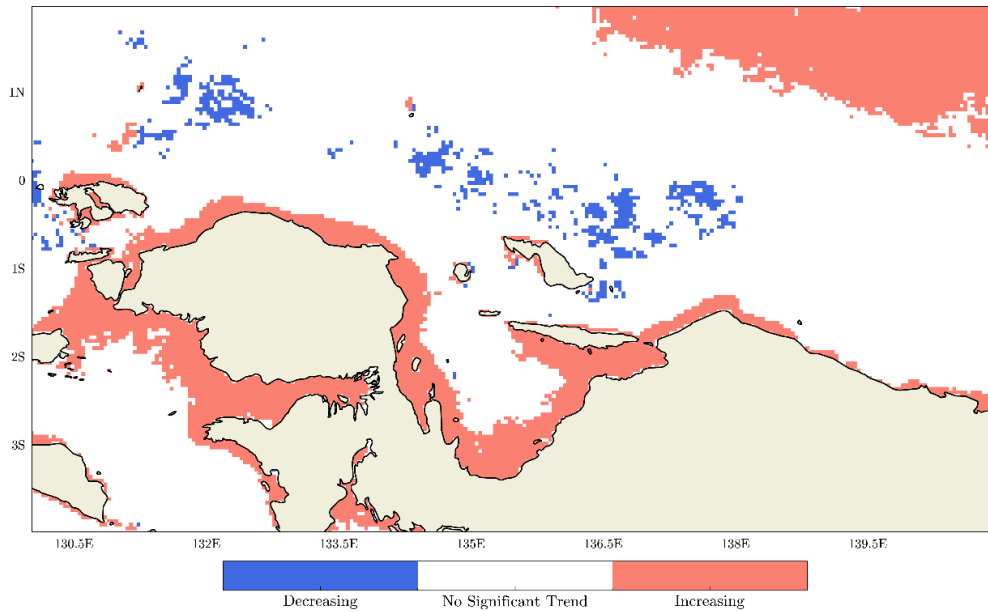 1N
0
1S
2S
3S
130.5E 132E 133.5E 135E 136.5E 138E 139.5E
Decreasing No Significant Trend Increasing